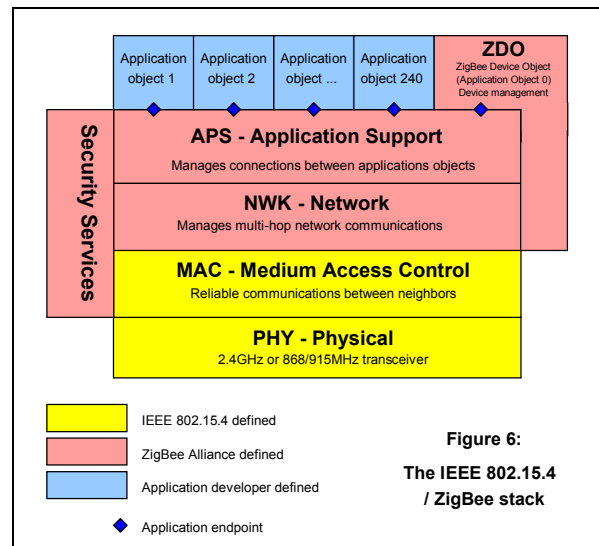 Application
object 1
Application
object 2
Application
object ...
Application
object 240
ZDO
ZigBee Device Object
(Application Object 0)
Device management
Security Services
APS - Application Support
Manages connections between applications objects
NWK - Network
Manages multi-hop network communications
MAC - Medium Access Control
Reliable communications between neighbors
PHY - Physical
2.4GHz or 868/915MHz transceiver
IEEE 802.15.4 defined
ZigBee Alliance defined
Application developer defined
Application endpoint
Figure 6:
The IEEE 802.15.4
/ ZigBee stack